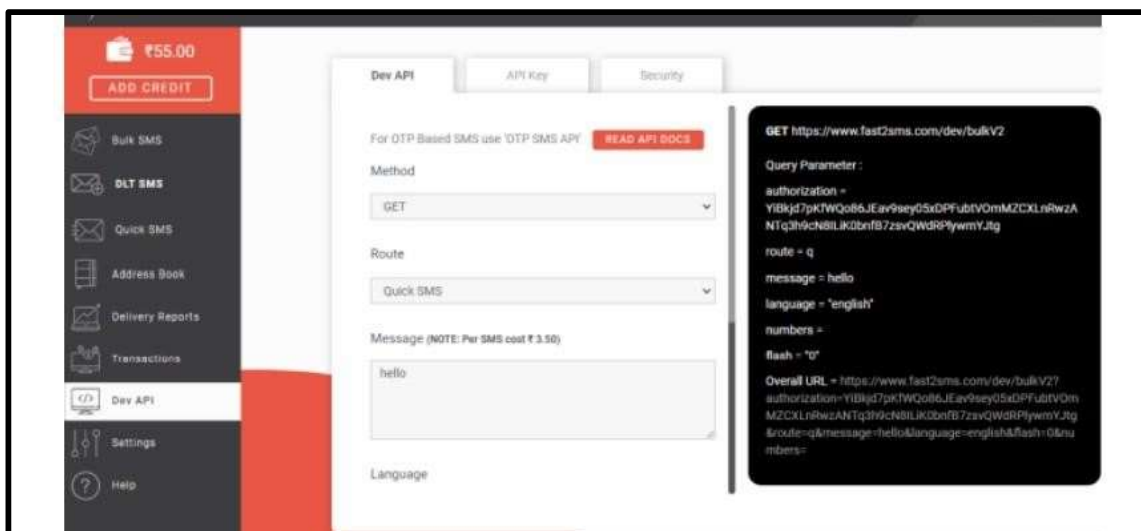 ₹55.00
ADD CREDIT
Bulk SMS
DLT SMS
Quick SMS
Address Book
Delivery Reports
Transactions
Dev API
Settings
Help
Dev API
API Key
Security
For OTP Based SMS use 'OTP SMS API'
READ API DOCS
Method
GET
Route
Quick SMS
Message (NOTE: Per SMS cost ₹ 3.50)
hello
Language
GET https://www.fast2sms.com/dev/bulkV2
Query Parameter :
authorization =
route = q
message = hello
language = "english"
numbers =
flash = "0"
Overall URL = https://www.fast2sms.com/dev/bulkV2?
&route=q&message=hello&language=english&flash=0&nu
mbers=